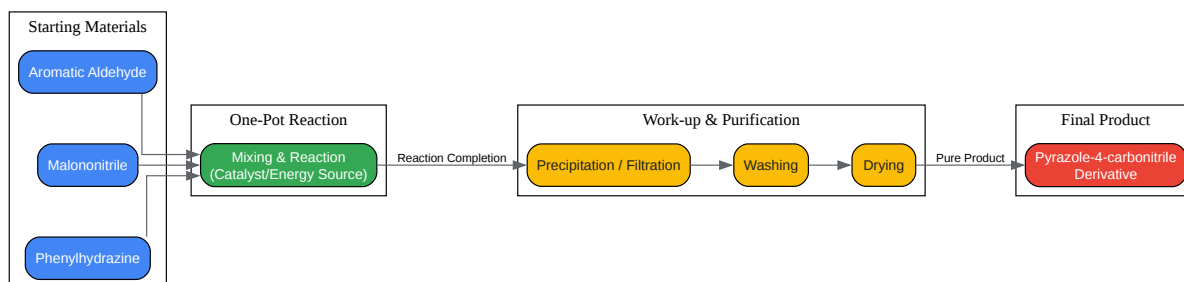 Starting Materials
Aromatic Aldehyde
Malononitrile
Phenylhydrazine
One-Pot Reaction
Mixing & Reaction
(Catalyst/Energy Source)
Reaction Completion
Work-up & Purification
Precipitation / Filtration
Washing
Drying
Pure Product
Final Product
Pyrazole-4-carbonitrile
Derivative